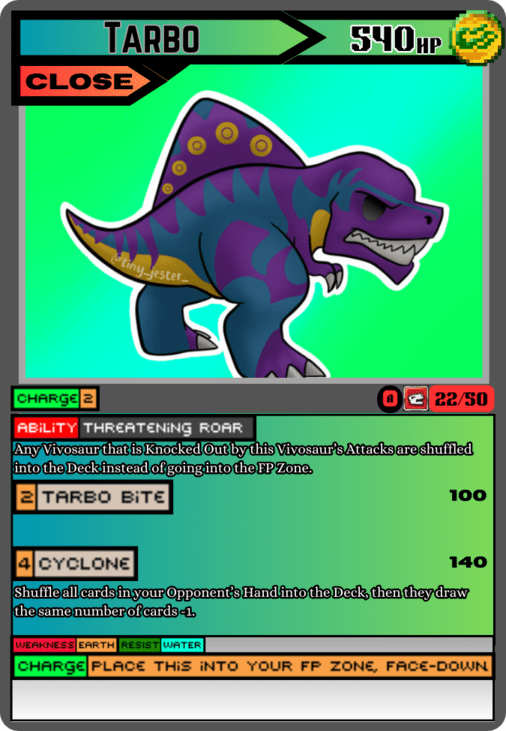 TARBO
540HP
CLOSE
@tiny_jester_
CHARGE 2
A 22/50
ABILITY THREATENING ROAR
Any Vivosaur that is Knocked Out by this Vivosaur's Attacks are shuffled
into the Deck instead of going into the FP Zone.
2 TARBO BITE 100
4 CYCLONE 140
Shuffle all cards in your Opponent's Hand into the Deck, then they draw
the same number of cards -1.
WEAKNESS EARTH RESIST WATER
CHARGE PLACE THIS INTO YOUR FP ZONE, FACE-DOWN.